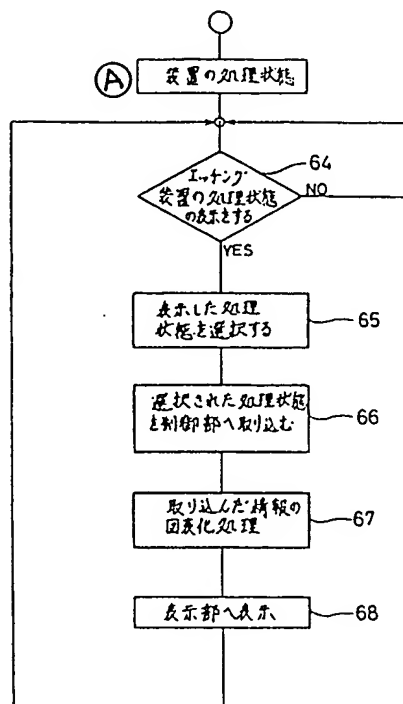 A
装置の処理状態
64
エッチング
装置の処理状態
の表示をする
NO
YES
表示した処理
状態を選択する
65
選択された処理状態
を制御部へ取り込む
66
取り込んだ情報の
図表化処理
67
表示部へ表示
68